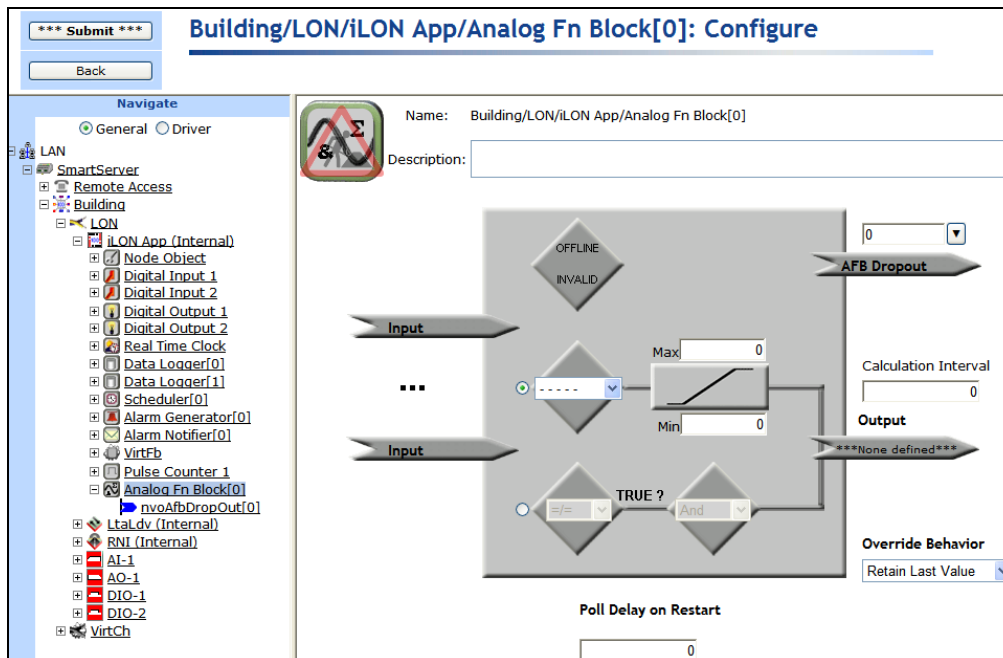 *** Submit ***
Back
Building/LON/iLON App/Analog Fn Block[0]: Configure
Navigate
General Driver
LAN
SmartServer
Remote Access
Building
LON
iLON App (Internal)
Node Object
Digital Input 1
Digital Input 2
Digital Output 1
Digital Output 2
Real Time Clock
Data Logger[0]
Data Logger[1]
Scheduler[0]
Alarm Generator[0]
Alarm Notifier[0]
VirtFb
Pulse Counter 1
Analog Fn Block[0]
nvoAfbDropOut[0]
LtaLdv (Internal)
RNI (Internal)
AI-1
AO-1
DIO-1
DIO-2
VirtCh
Σ
&
Name: Building/LON/iLON App/Analog Fn Block[0]
Description:
OFFLINE
INVALID
0
AFB Dropout
Input
...
Input
-----
Max 0
Min 0
Calculation Interval
0
Output
***None defined***
=/=
TRUE ?
And
Override Behavior
Retain Last Value
Poll Delay on Restart
0